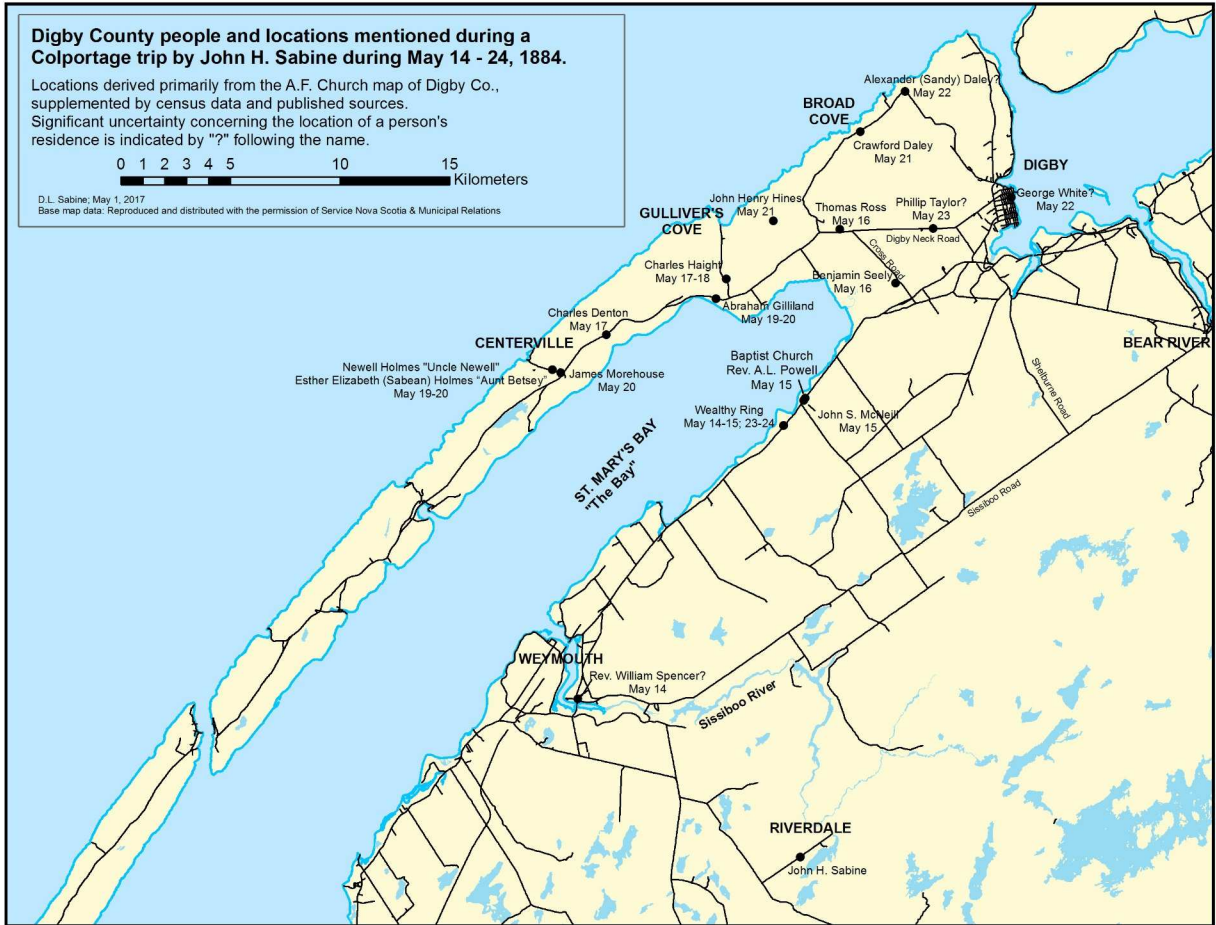 Digby County people and locations mentioned during a
Colportage trip by John H. Sabine during May 14 - 24, 1884.
Locations derived primarily from the A.F. Church map of Digby Co.,
supplemented by census data and published sources.
Significant uncertainty concerning the location of a person's
residence is indicated by "?" following the name.
0 1 2 3 4 5 10 15
Kilometers
D.L. Sabine; May 1, 2017
Base map data: Reproduced and distributed with the permission of Service Nova Scotia & Municipal Relations
Alexander (Sandy) Daley?
May 22
BROAD
COVE
Crawford Daley
May 21
DIGBY
George White?
May 22
John Henry Hines
May 21
GULLIVER'S
COVE
Thomas Ross
May 16
Phillip Taylor?
May 23
Digby Neck Road
Cross Road
Charles Haight
May 17-18
Benjamin Seely
May 16
Abraham Gilliland
May 19-20
Charles Denton
May 17
CENTERVILLE
Newell Holmes "Uncle Newell"
Esther Elizabeth (Sabean) Holmes "Aunt Betsey"
May 19-20
James Morehouse
May 20
BEAR RIVER
Baptist Church
Rev. A.L. Powell
May 15
Shelburne Road
Wealthy Ring
May 14-15; 23-24
John S. McNeill
May 15
ST. MARY'S BAY
"The Bay"
Sissiboo Road
WEYMOUTH
Rev. William Spencer?
May 14
Sissiboo River
RIVERDALE
John H. Sabine